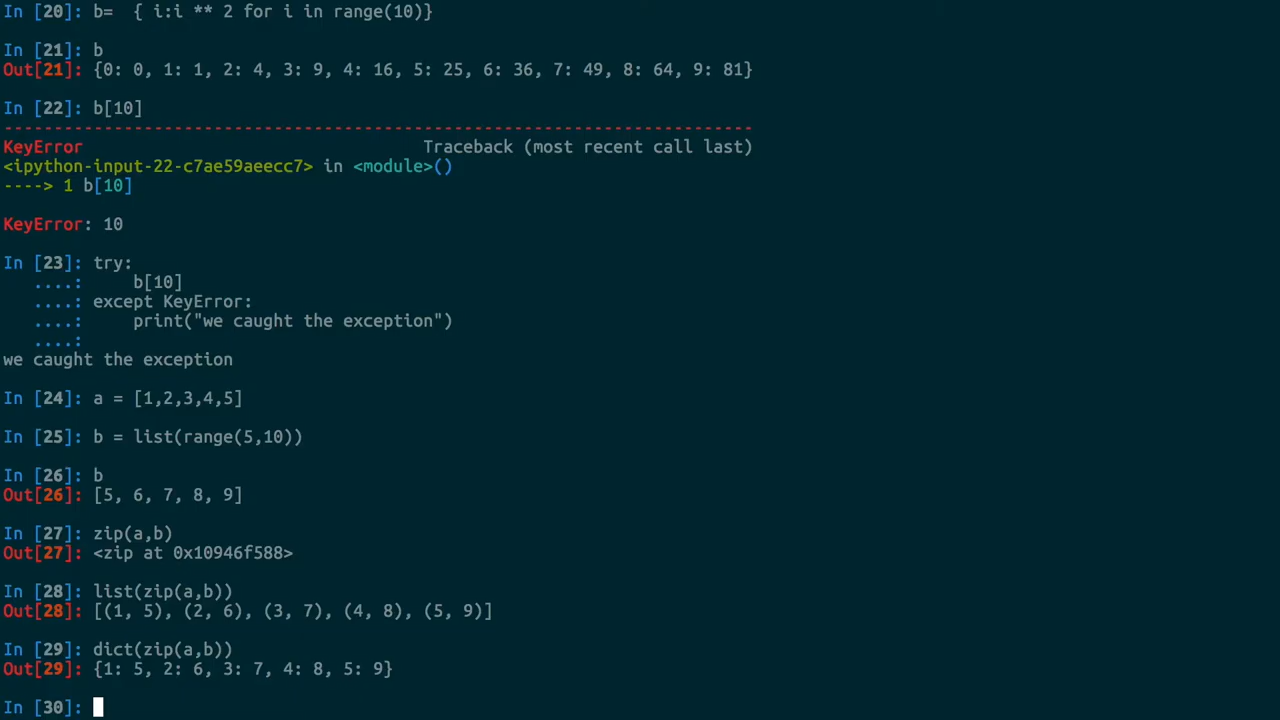 In [20]: b=  { i:i ** 2 for i in range(10)}
In [21]: b
Out[21]: {0: 0, 1: 1, 2: 4, 3: 9, 4: 16, 5: 25, 6: 36, 7: 49, 8: 64, 9: 81}
In [22]: b[10]
---------------------------------------------------------------------------
KeyError                                  Traceback (most recent call last)
<ipython-input-22-c7ae59aeecc7> in <module>()
----> 1 b[10]
KeyError: 10
In [23]: try:
   ....:     b[10]
   ....: except KeyError:
   ....:     print("we caught the exception")
   ....:
we caught the exception
In [24]: a = [1,2,3,4,5]
In [25]: b = list(range(5,10))
In [26]: b
Out[26]: [5, 6, 7, 8, 9]
In [27]: zip(a,b)
Out[27]: <zip at 0x10946f588>
In [28]: list(zip(a,b))
Out[28]: [(1, 5), (2, 6), (3, 7), (4, 8), (5, 9)]
In [29]: dict(zip(a,b))
Out[29]: {1: 5, 2: 6, 3: 7, 4: 8, 5: 9}
In [30]: